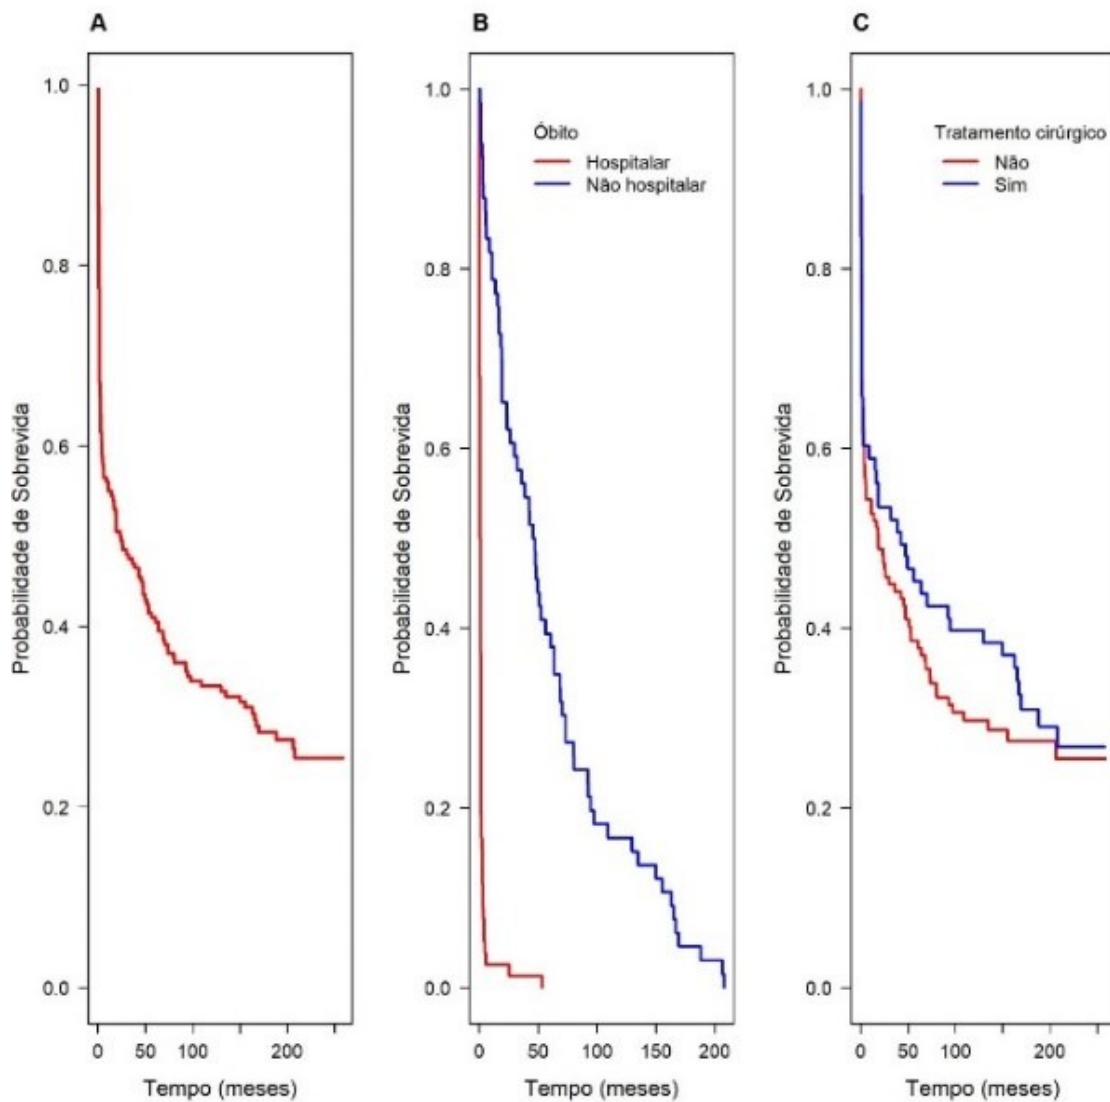 A
Probabilidade de Sobrevida
1.0
0.8
0.6
0.4
0.2
0.0
0 50 100 200
Tempo (meses)
B
Probabilidade de Sobrevida
1.0
0.8
0.6
0.4
0.2
0.0
Óbito
Hospitalar
Não hospitalar
0 50 100 150 200
Tempo (meses)
C
Probabilidade de Sobrevida
1.0
0.8
0.6
0.4
0.2
0.0
Tratamento cirúrgico
Não
Sim
0 50 100 200
Tempo (meses)